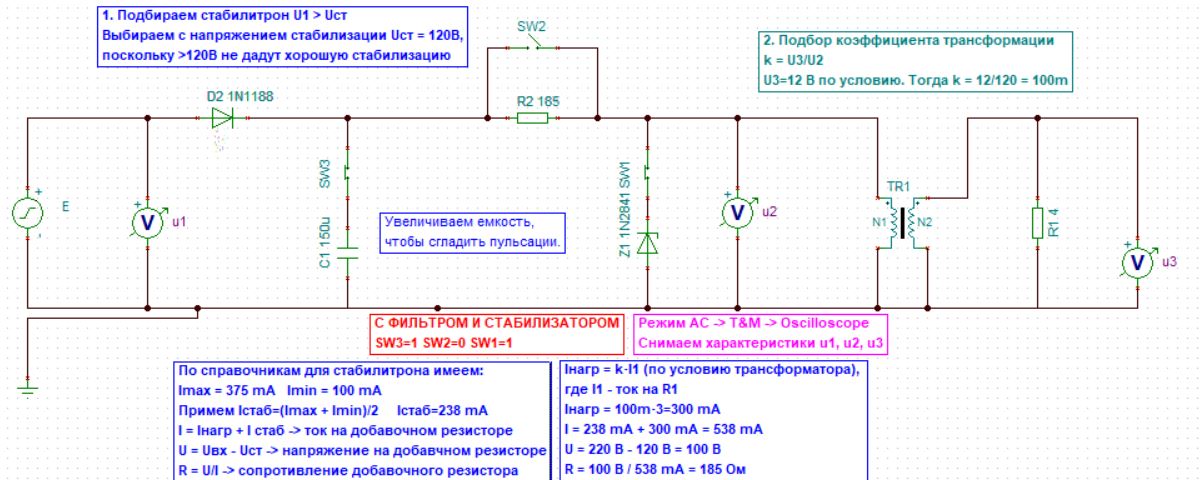 1. Подбираем стабилитрон U1 > Uст
Выбираем с напряжением стабилизации Uст = 120В,
поскольку >120В не дадут хорошую стабилизацию
SW2
2. Подбор коэффициента трансформации
k = U3/U2
U3=12 В по условию. Тогда k = 12/120 = 100m
D2 1N1188
R2 185
E
+
-
+
V
u1
SW3
C1 150u
Увеличиваем емкость,
чтобы сгладить пульсации.
Z1 1N2841 SW1
+
V
u2
TR1
+
+
N1
N2
R1 4
+
V
u3
С ФИЛЬТРОМ И СТАБИЛИЗАТОРОМ
SW3=1 SW2=0 SW1=1
Режим AC -> T&M -> Oscilloscope
Снимаем характеристики u1, u2, u3
По справочникам для стабилитрона имеем:
Imax = 375 mA Imin = 100 mA
Примем Iстаб=(Imax + Imin)/2 Iстаб=238 mA
I = Iнагр + I стаб -> ток на добавочном резисторе
U = Uвх - Uст -> напряжение на добавчном резисторе
R = U/I -> сопротивление добавочного резистора
Iнагр = k·I1 (по условию трансформатора),
где I1 - ток на R1
Iнагр = 100m·3=300 mA
I = 238 mA + 300 mA = 538 mA
U = 220 В - 120 В = 100 В
R = 100 В / 538 mA = 185 Ом